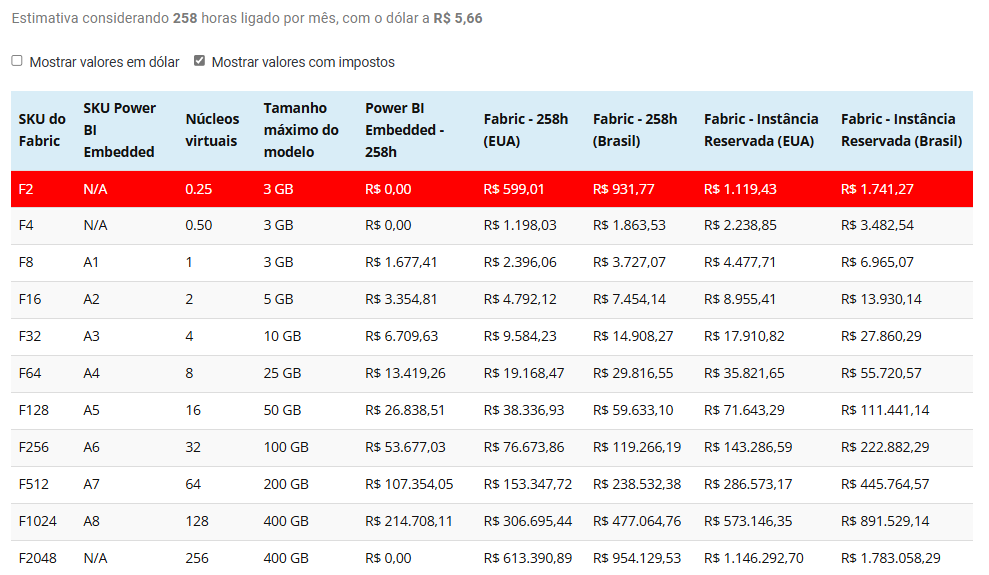 Estimativa considerando 258 horas ligado por mês, com o dólar a R$ 5,66
Mostrar valores em dólar Mostrar valores com impostos
SKU do Fabric SKU Power BI Embedded Núcleos virtuais Tamanho máximo do modelo Power BI Embedded - 258h Fabric - 258h (EUA) Fabric - 258h (Brasil) Fabric - Instância Reservada (EUA) Fabric - Instância Reservada (Brasil)
F2 N/A 0.25 3 GB R$ 0,00 R$ 599,01 R$ 931,77 R$ 1.119,43 R$ 1.741,27
F4 N/A 0.50 3 GB R$ 0,00 R$ 1.198,03 R$ 1.863,53 R$ 2.238,85 R$ 3.482,54
F8 A1 1 3 GB R$ 1.677,41 R$ 2.396,06 R$ 3.727,07 R$ 4.477,71 R$ 6.965,07
F16 A2 2 5 GB R$ 3.354,81 R$ 4.792,12 R$ 7.454,14 R$ 8.955,41 R$ 13.930,14
F32 A3 4 10 GB R$ 6.709,63 R$ 9.584,23 R$ 14.908,27 R$ 17.910,82 R$ 27.860,29
F64 A4 8 25 GB R$ 13.419,26 R$ 19.168,47 R$ 29.816,55 R$ 35.821,65 R$ 55.720,57
F128 A5 16 50 GB R$ 26.838,51 R$ 38.336,93 R$ 59.633,10 R$ 71.643,29 R$ 111.441,14
F256 A6 32 100 GB R$ 53.677,03 R$ 76.673,86 R$ 119.266,19 R$ 143.286,59 R$ 222.882,29
F512 A7 64 200 GB R$ 107.354,05 R$ 153.347,72 R$ 238.532,38 R$ 286.573,17 R$ 445.764,57
F1024 A8 128 400 GB R$ 214.708,11 R$ 306.695,44 R$ 477.064,76 R$ 573.146,35 R$ 891.529,14
F2048 N/A 256 400 GB R$ 0,00 R$ 613.390,89 R$ 954.129,53 R$ 1.146.292,70 R$ 1.783.058,29